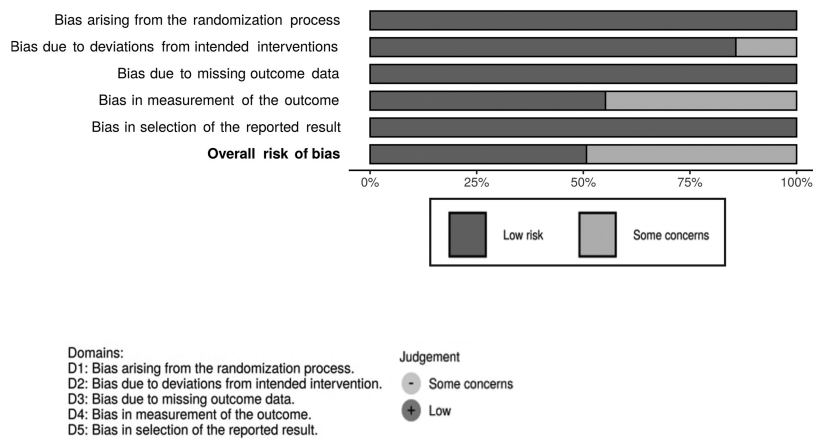 Bias arising from the randomization process
Bias due to deviations from intended interventions
Bias due to missing outcome data
Bias in measurement of the outcome
Bias in selection of the reported result
Overall risk of bias
0% 25% 50% 75% 100%
Low risk Some concerns
Domains:
D1: Bias arising from the randomization process.
D2: Bias due to deviations from intended intervention.
D3: Bias due to missing outcome data.
D4: Bias in measurement of the outcome.
D5: Bias in selection of the reported result.
Judgement
- Some concerns
+ Low